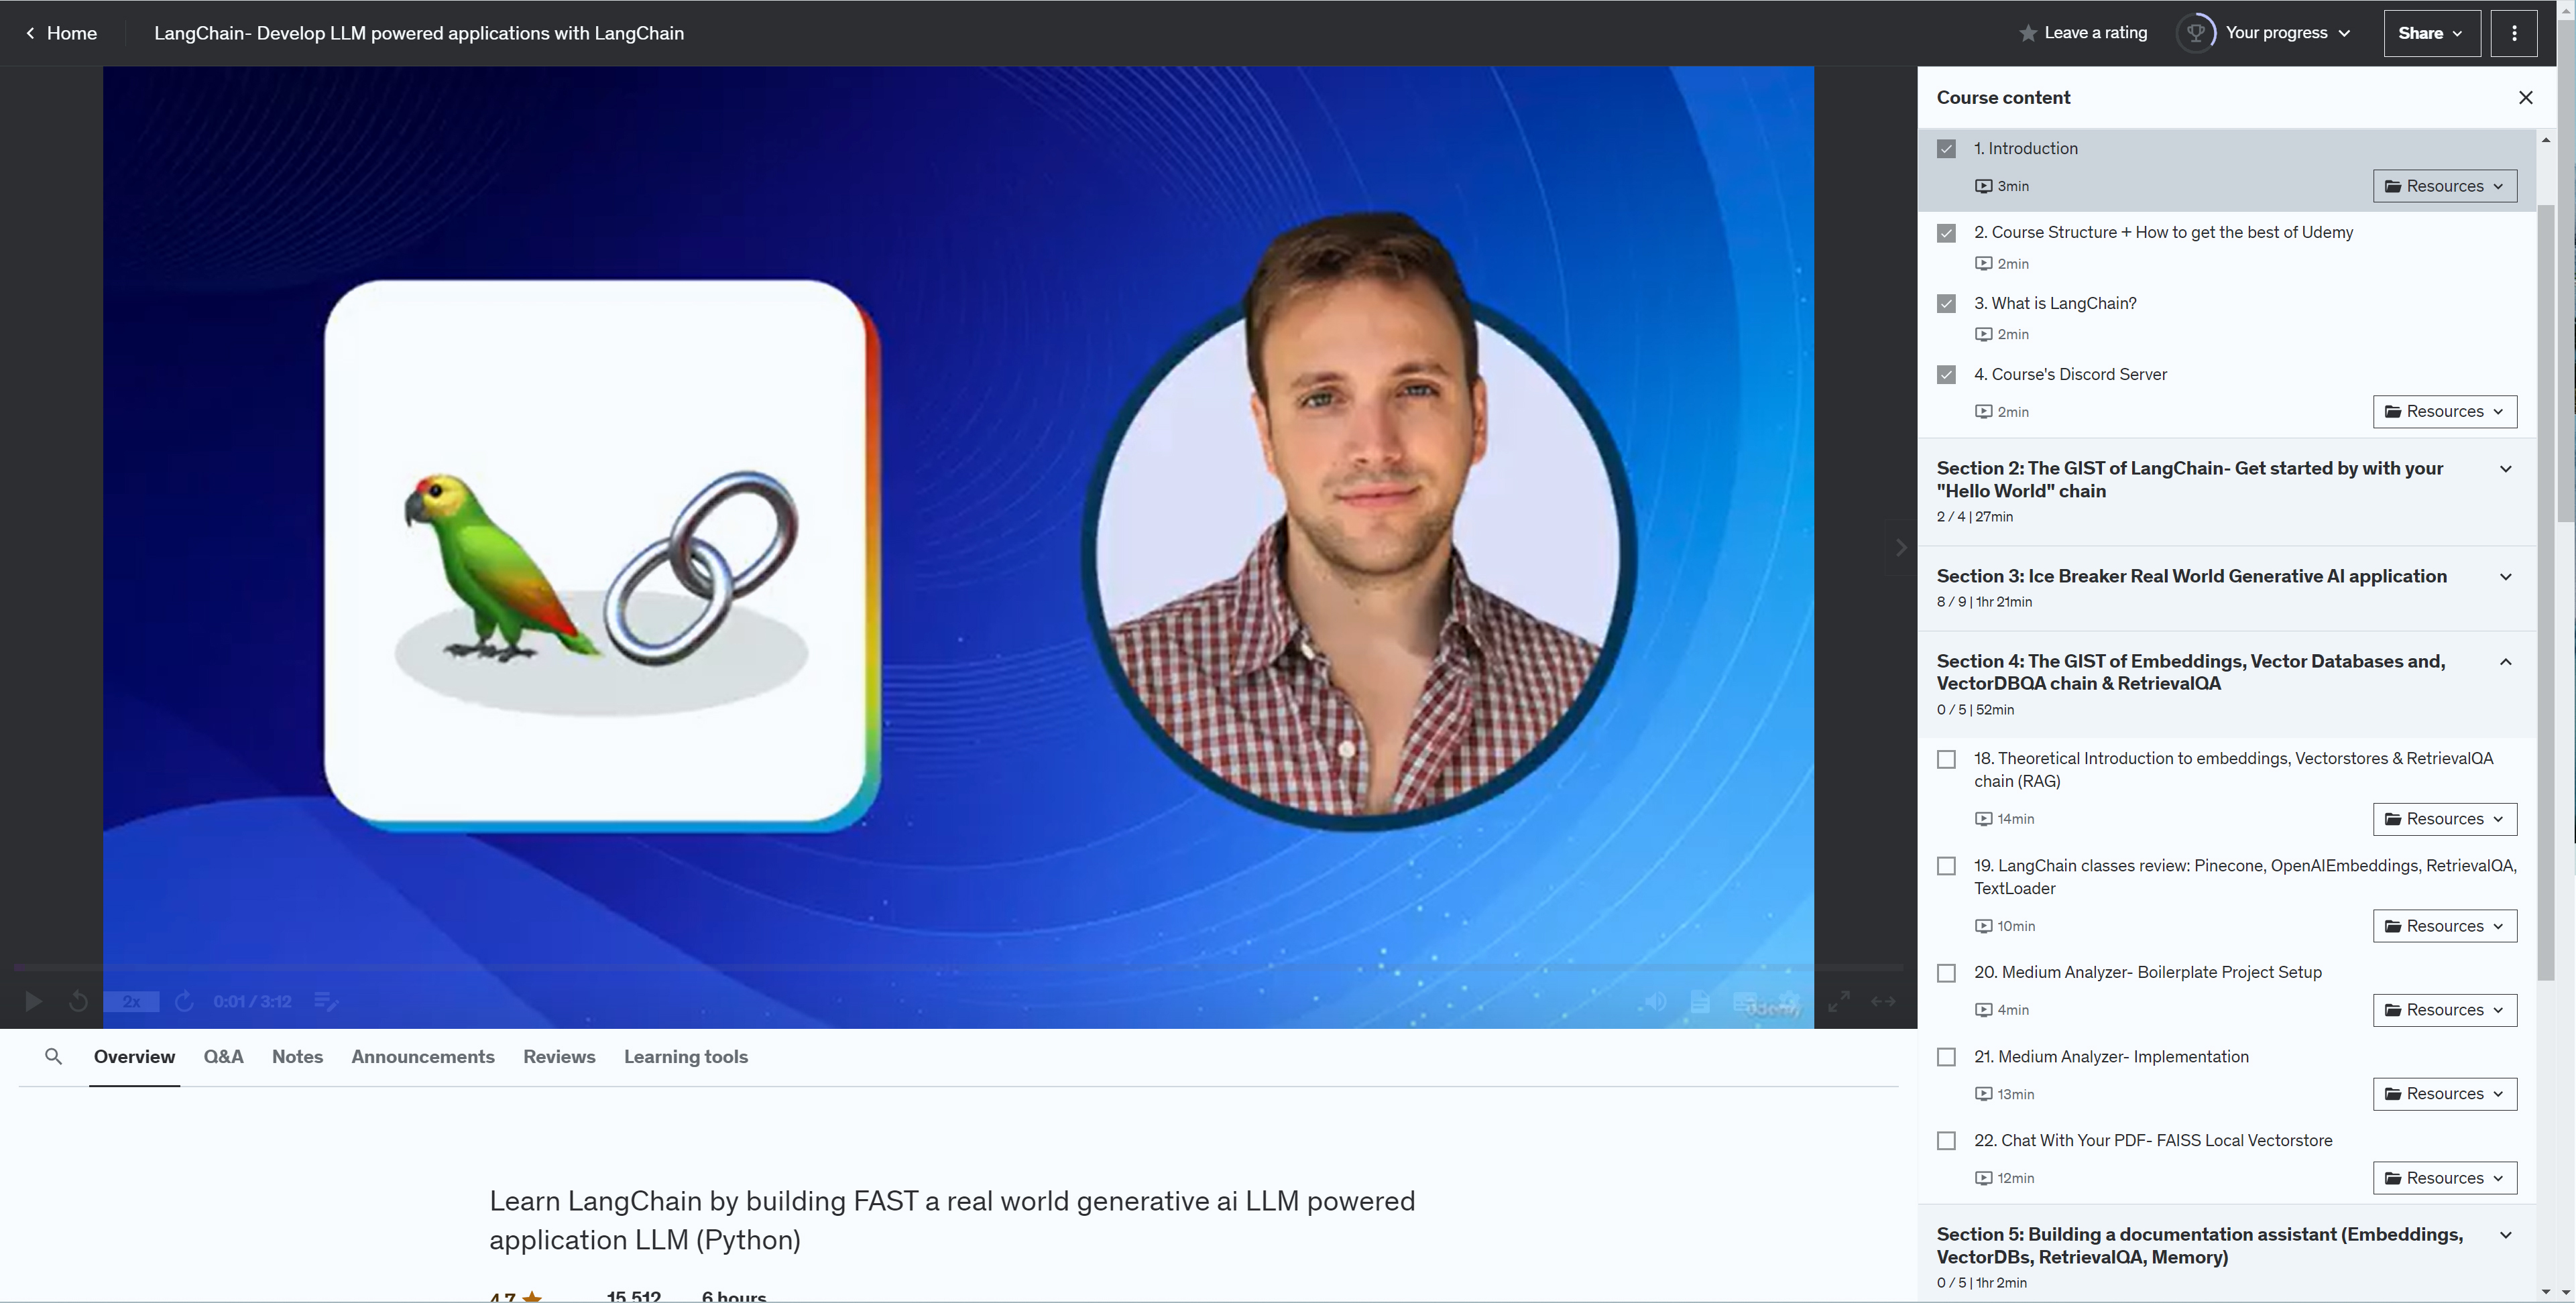 Home
LangChain- Develop LLM powered applications with LangChain
Leave a rating
Your progress
Share
2x
0:01 / 3:12
udemy
Overview
Q&A
Notes
Announcements
Reviews
Learning tools
Learn LangChain by building FAST a real world generative ai LLM powered
application LLM (Python)
4.7
15,512
6 hours
Course content
1. Introduction
3min
Resources
2. Course Structure + How to get the best of Udemy
2min
3. What is LangChain?
2min
4. Course's Discord Server
2min
Resources
Section 2: The GIST of LangChain- Get started by with your
"Hello World" chain
2 / 4 | 27min
Section 3: Ice Breaker Real World Generative AI application
8 / 9 | 1hr 21min
Section 4: The GIST of Embeddings, Vector Databases and,
VectorDBQA chain & RetrievalQA
0 / 5 | 52min
18. Theoretical Introduction to embeddings, Vectorstores & RetrievalQA
chain (RAG)
14min
Resources
19. LangChain classes review: Pinecone, OpenAIEmbeddings, RetrievalQA,
TextLoader
10min
Resources
20. Medium Analyzer- Boilerplate Project Setup
4min
Resources
21. Medium Analyzer- Implementation
13min
Resources
22. Chat With Your PDF- FAISS Local Vectorstore
12min
Resources
Section 5: Building a documentation assistant (Embeddings,
VectorDBs, RetrievalQA, Memory)
0 / 5 | 1hr 2min